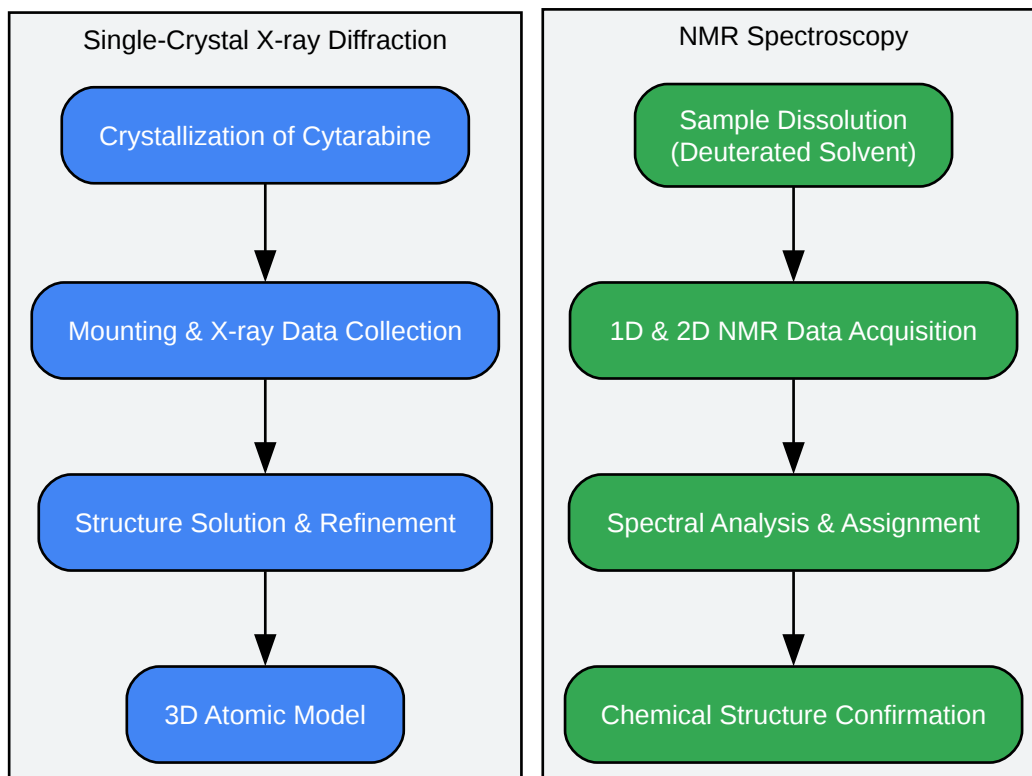 Single-Crystal X-ray Diffraction
Crystallization of Cytarabine
Mounting & X-ray Data Collection
Structure Solution & Refinement
3D Atomic Model
NMR Spectroscopy
Sample Dissolution
(Deuterated Solvent)
1D & 2D NMR Data Acquisition
Spectral Analysis & Assignment
Chemical Structure Confirmation